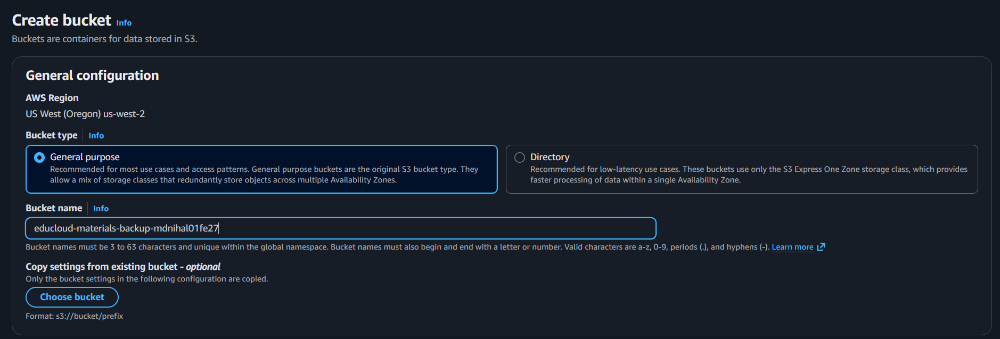 Create bucket Info
Buckets are containers for data stored in S3.
General configuration
AWS Region
US West (Oregon) us-west-2
Bucket type Info
General purpose
Recommended for most use cases and access patterns. General purpose buckets are the original S3 bucket type. They
allow a mix of storage classes that redundantly store objects across multiple Availability Zones.
Directory
Recommended for low-latency use cases. These buckets use only the S3 Express One Zone storage class, which provides
faster processing of data within a single Availability Zone.
Bucket name Info
educloud-materials-backup-mdnihal01fe27
Bucket names must be 3 to 63 characters and unique within the global namespace. Bucket names must also begin and end with a letter or number. Valid characters are a-z, 0-9, periods (.), and hyphens (-). Learn more
Copy settings from existing bucket - optional
Only the bucket settings in the following configuration are copied.
Choose bucket
Format: s3://bucket/prefix